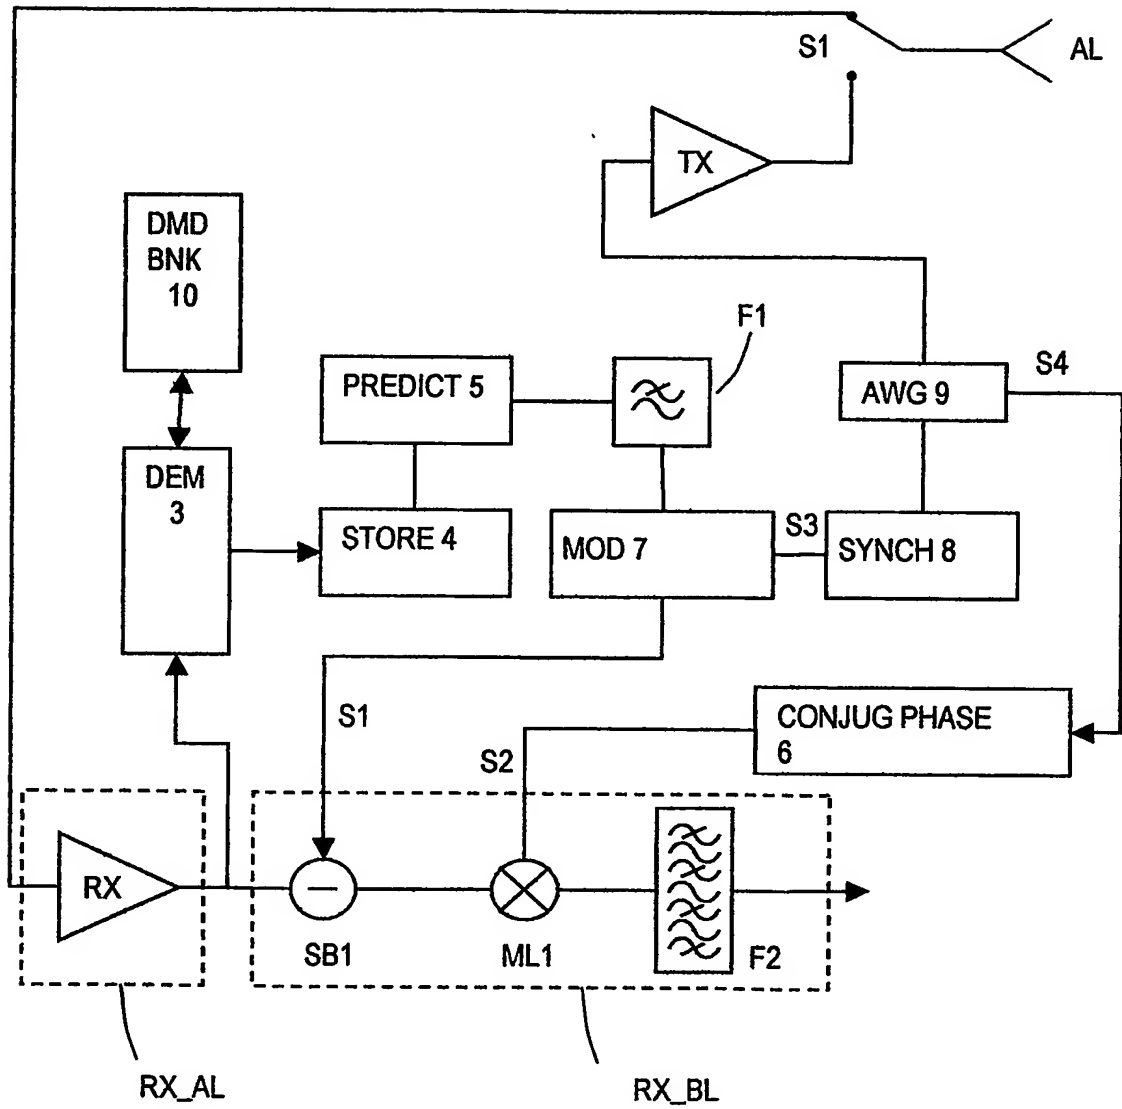 S1
AL
TX
DMD
BNK
10
F1
PREDICT 5
AWG 9
S4
DEM
3
STORE 4
MOD 7
S3
SYNCH 8
S1
S2
CONJUG PHASE
6
RX
SB1
ML1
F2
RX_AL
RX_BL